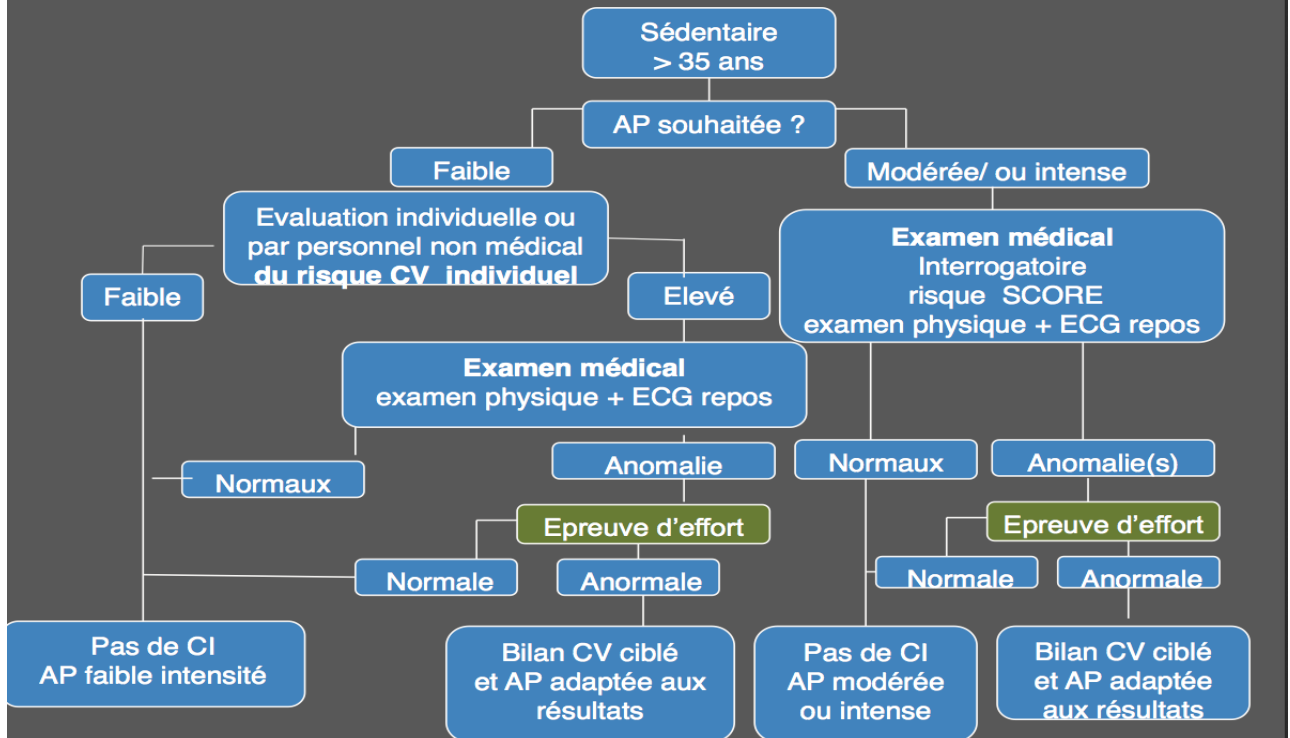 Sédentaire
> 35 ans
AP souhaitée ?
Faible
Modérée/ ou intense
Evaluation individuelle ou
par personnel non médical
du risque CV individuel
Examen médical
Interrogatoire
risque SCORE
examen physique + ECG repos
Faible
Elevé
Examen médical
examen physique + ECG repos
Normaux
Anomalie
Normaux
Anomalie(s)
Epreuve d'effort
Epreuve d'effort
Normale
Anormale
Normale
Anormale
Pas de CI
AP faible intensité
Bilan CV ciblé
et AP adaptée aux
résultats
Pas de CI
AP modérée
ou intense
Bilan CV ciblé
et AP adaptée
aux résultats